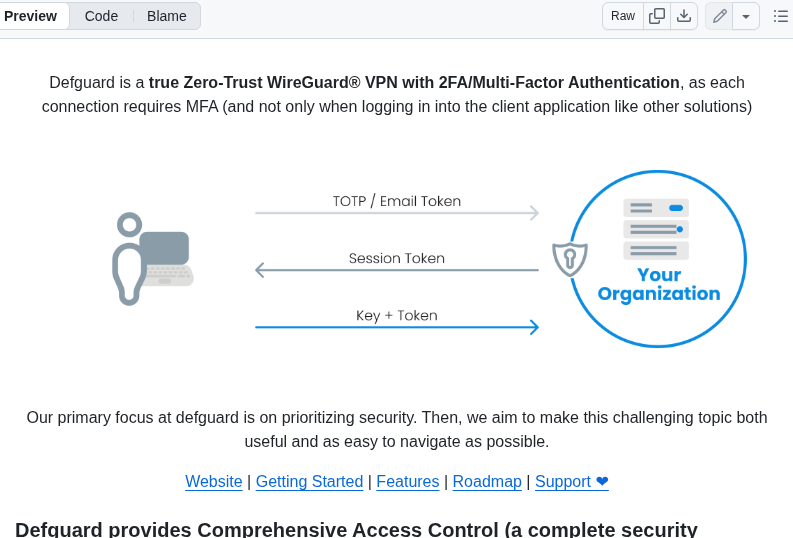 Preview Code Blame Raw
Defguard is a true Zero-Trust WireGuard® VPN with 2FA/Multi-Factor Authentication, as each
connection requires MFA (and not only when logging in into the client application like other solutions)
TOTP / Email Token
Session Token
Key + Token
Your
Organization
Our primary focus at defguard is on prioritizing security. Then, we aim to make this challenging topic both
useful and as easy to navigate as possible.
Website | Getting Started | Features | Roadmap | Support ❤
Defguard provides Comprehensive Access Control (a complete security